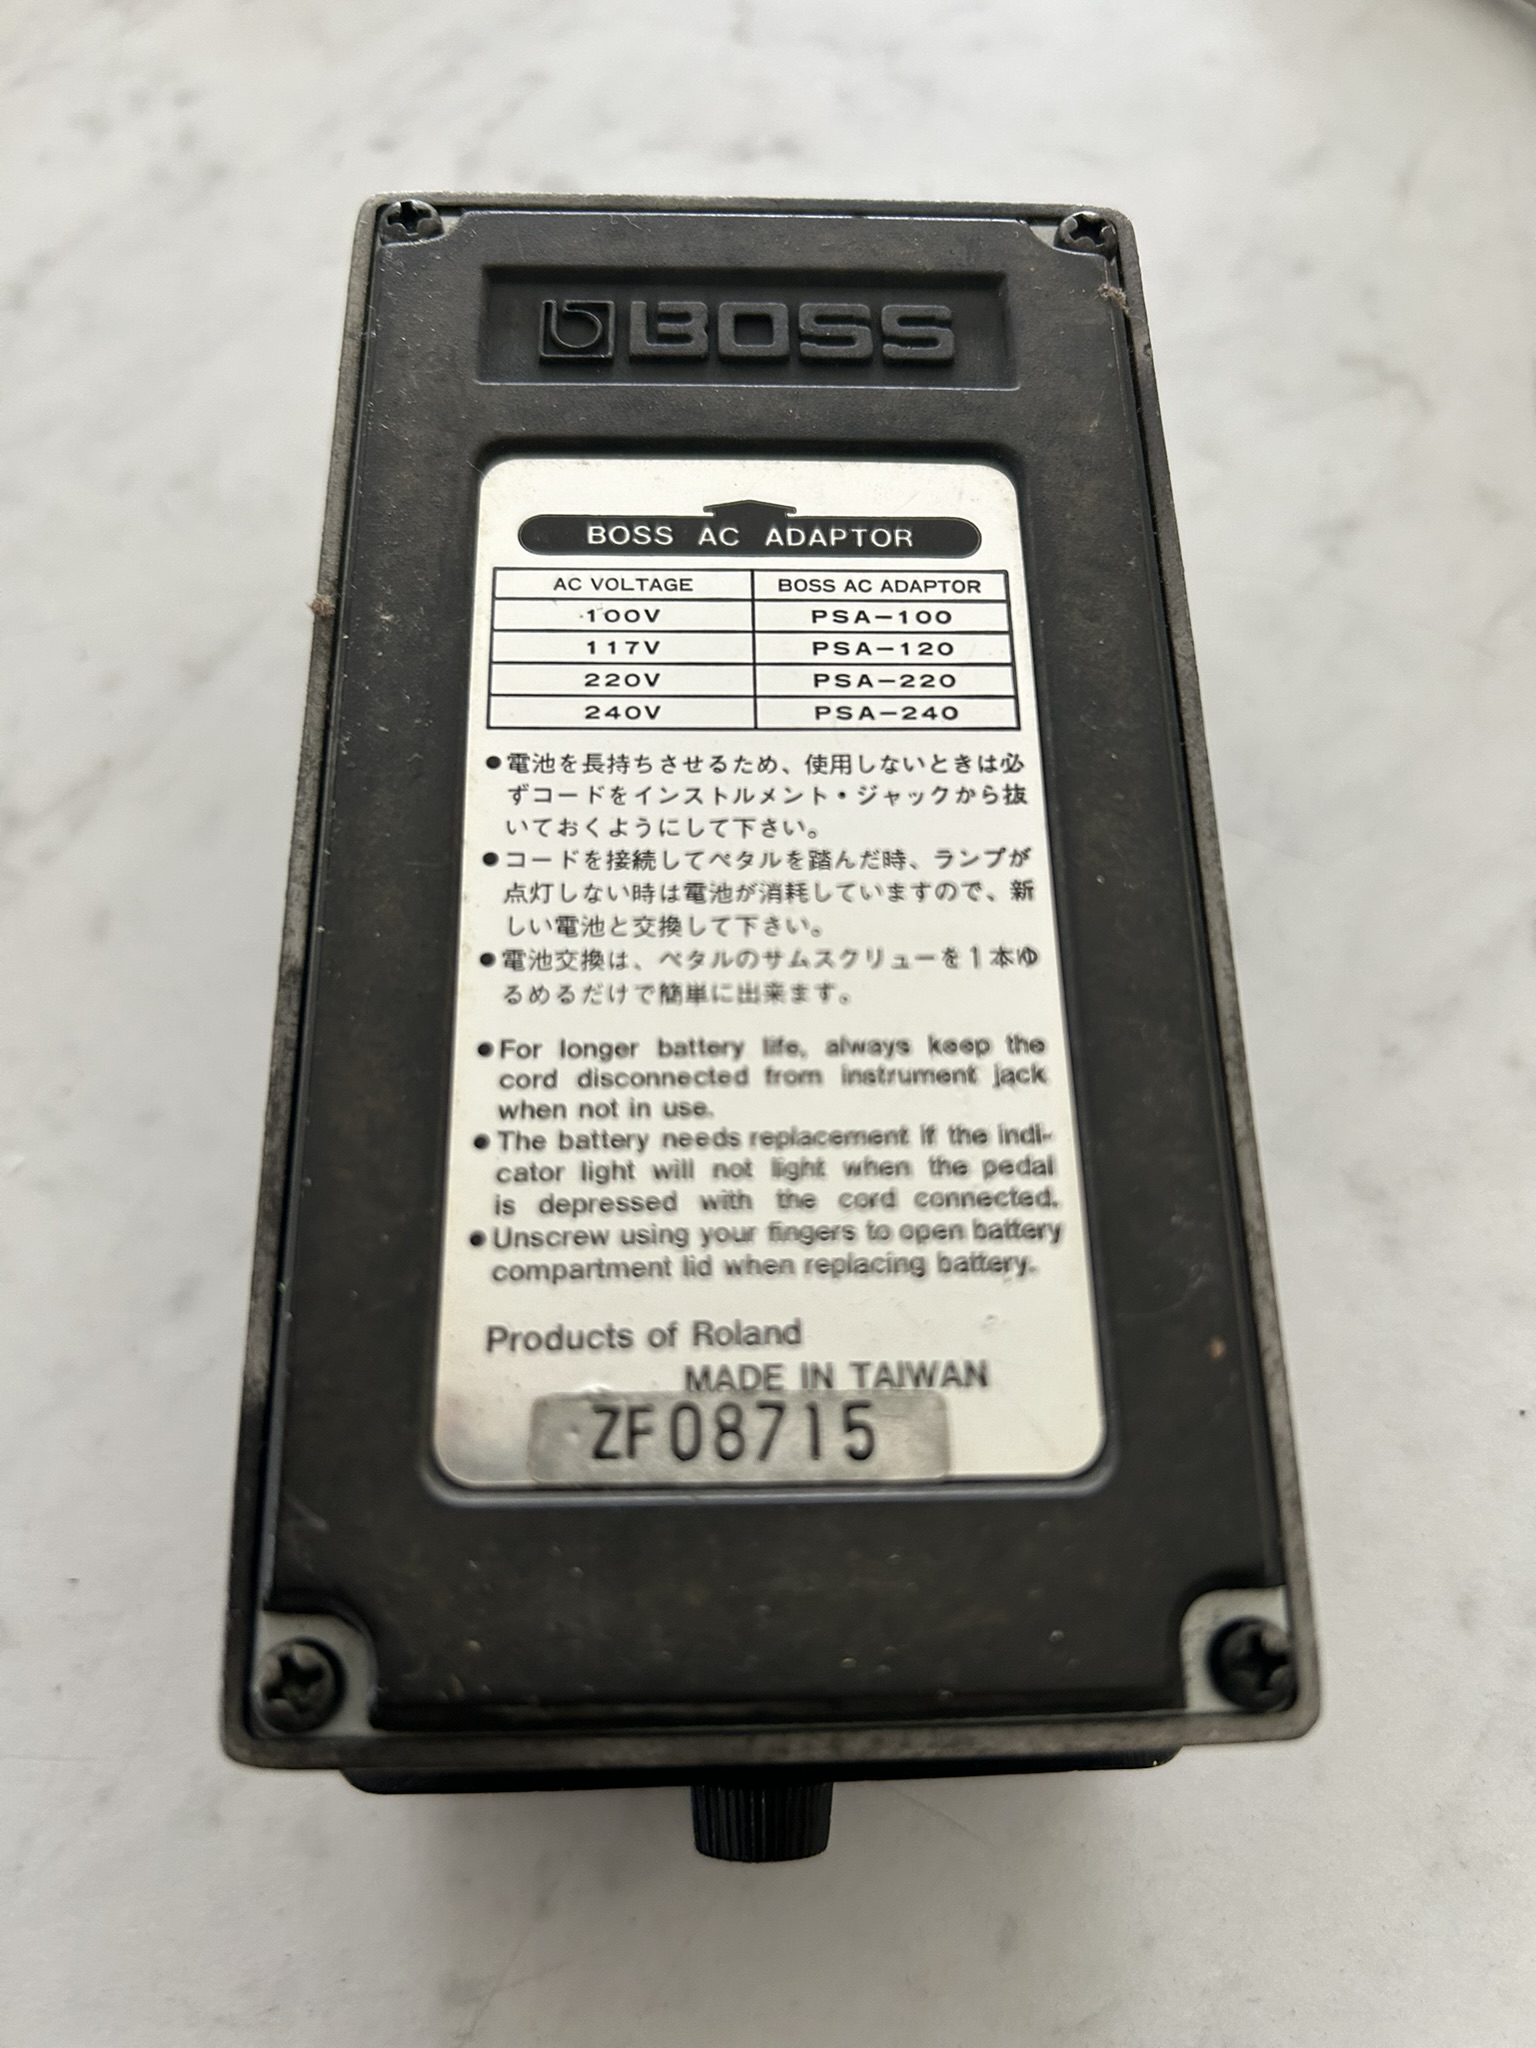 BOSS
BOSS AC ADAPTOR
AC VOLTAGE BOSS AC ADAPTOR
100V PSA-100
117V PSA-120
220V PSA-220
240V PSA-240
●電池を長持ちさせるため、使用しないときは必
ずコードをインストルメント・ジャックから抜
いておくようにして下さい。
●コードを接続してペタルを踏んだ時、ランプが
点灯しない時は電池が消耗していますので、新
しい電池と交換して下さい。
●電池交換は、ペタルのサムスクリューを1本ゆ
るめるだけで簡単に出来ます。
●For longer battery life, always keep the
cord disconnected from instrument jack
when not in use.
●The battery needs replacement if the indi-
cator light will not light when the pedal
is depressed with the cord connected.
●Unscrew using your fingers to open battery
compartment lid when replacing battery.
Products of Roland
MADE IN TAIWAN
ZF08715